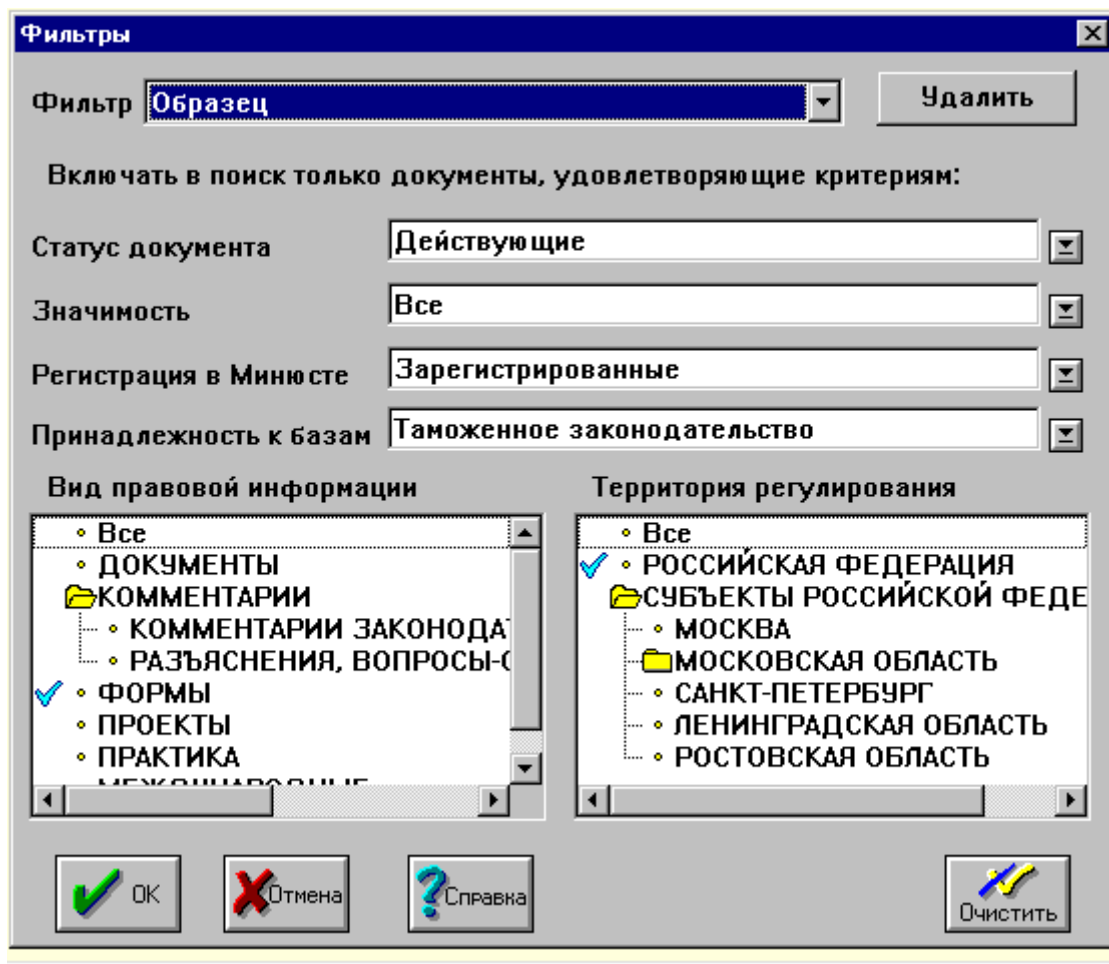 Фильтры
Фильтр Образец Удалить
Включать в поиск только документы, удовлетворяющие критериям:
Статус документа Действующие
Значимость Все
Регистрация в Минюсте Зарегистрированные
Принадлежность к базам Таможенное законодательство
Вид правовой информации
Все
ДОКУМЕНТЫ
КОММЕНТАРИИ
КОММЕНТАРИИ ЗАКОНОДАТ
РАЗЪЯСНЕНИЯ, ВОПРОСЫ-О
ФОРМЫ
ПРОЕКТЫ
ПРАКТИКА
Территория регулирования
Все
РОССИЙСКАЯ ФЕДЕРАЦИЯ
СУБЪЕКТЫ РОССИЙСКОЙ ФЕДЕ
МОСКВА
МОСКОВСКАЯ ОБЛАСТЬ
САНКТ-ПЕТЕРБУРГ
ЛЕНИНГРАДСКАЯ ОБЛАСТЬ
РОСТОВСКАЯ ОБЛАСТЬ
OK Отмена Справка Очистить